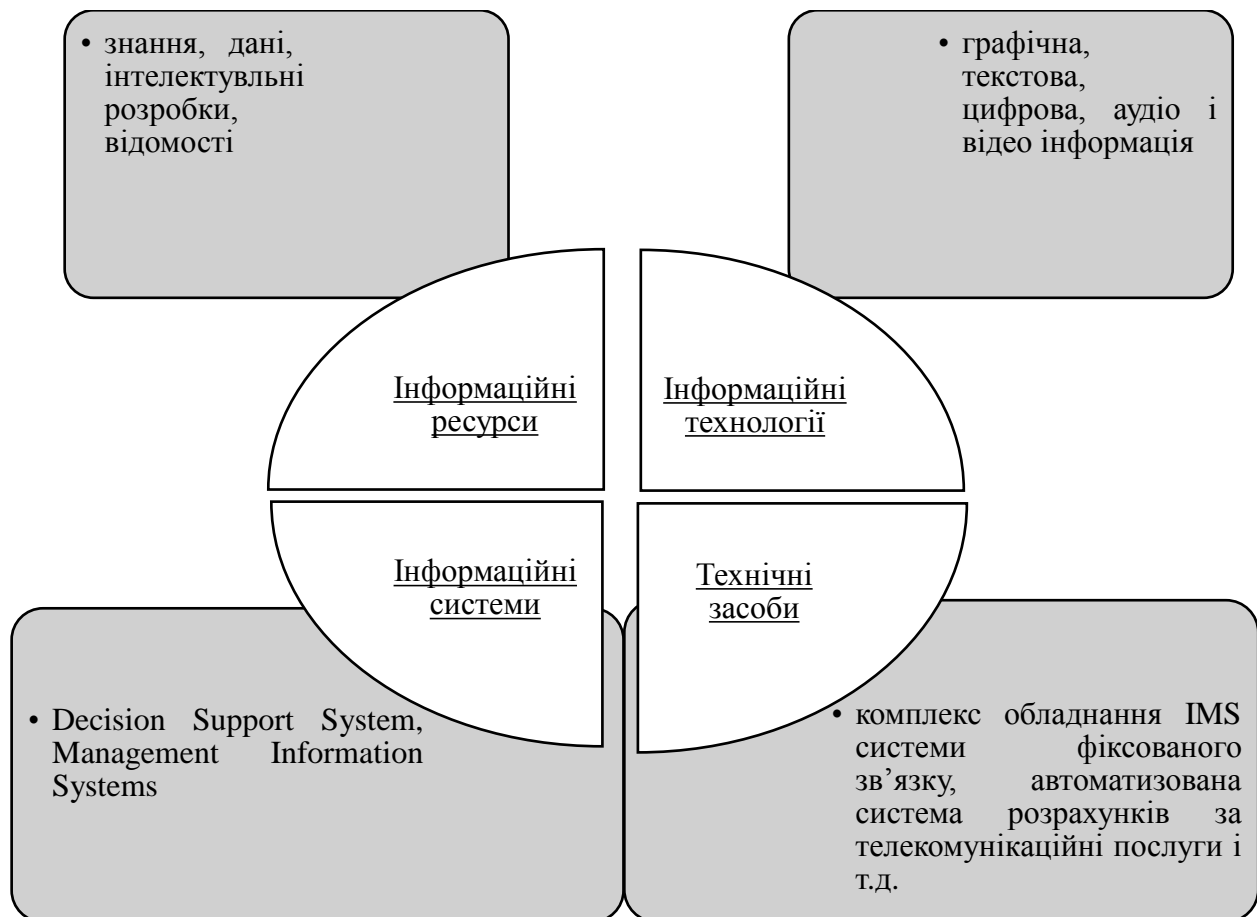 • знання, дані,
інтелектувльні
розробки,
відомості
• графічна,
текстова,
цифрова, аудіо і
відео інформація
Інформаційні
ресурси
Інформаційні
технології
Інформаційні
системи
Технічні
засоби
• Decision Support System,
Management Information
Systems
• комплекс обладнання IMS
системи фіксованого
зв’язку, автоматизована
система розрахунків за
телекомунікаційні послуги і
т.д.